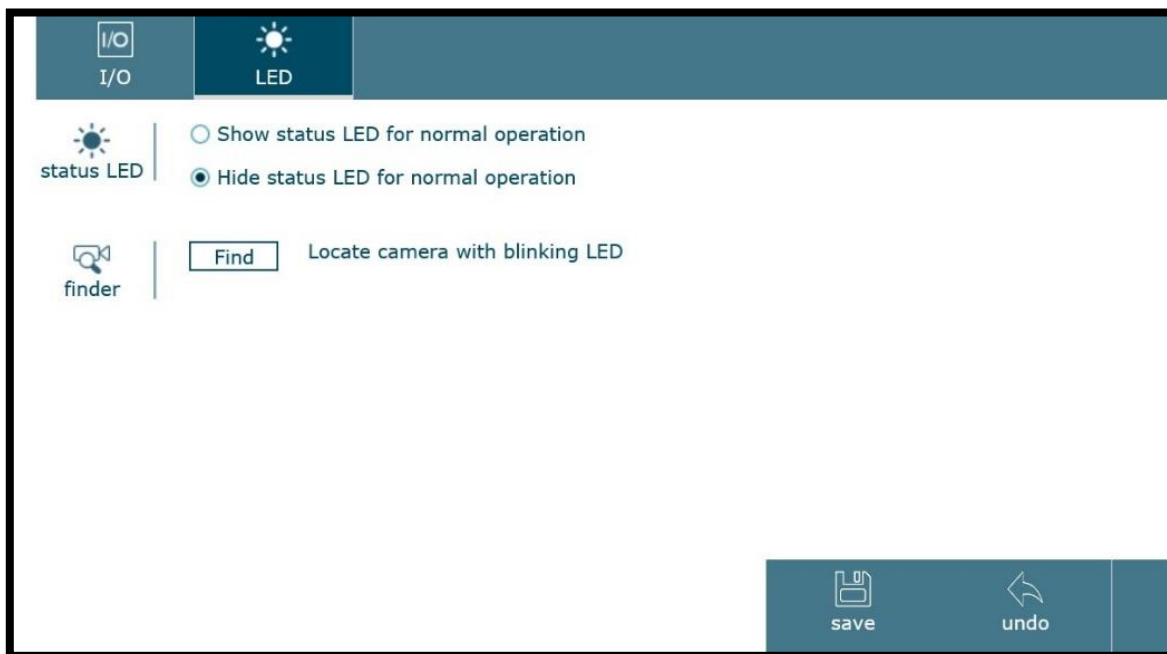 I/O
I/O
LED
status LED
Show status LED for normal operation
Hide status LED for normal operation
finder
Find
Locate camera with blinking LED
save
undo